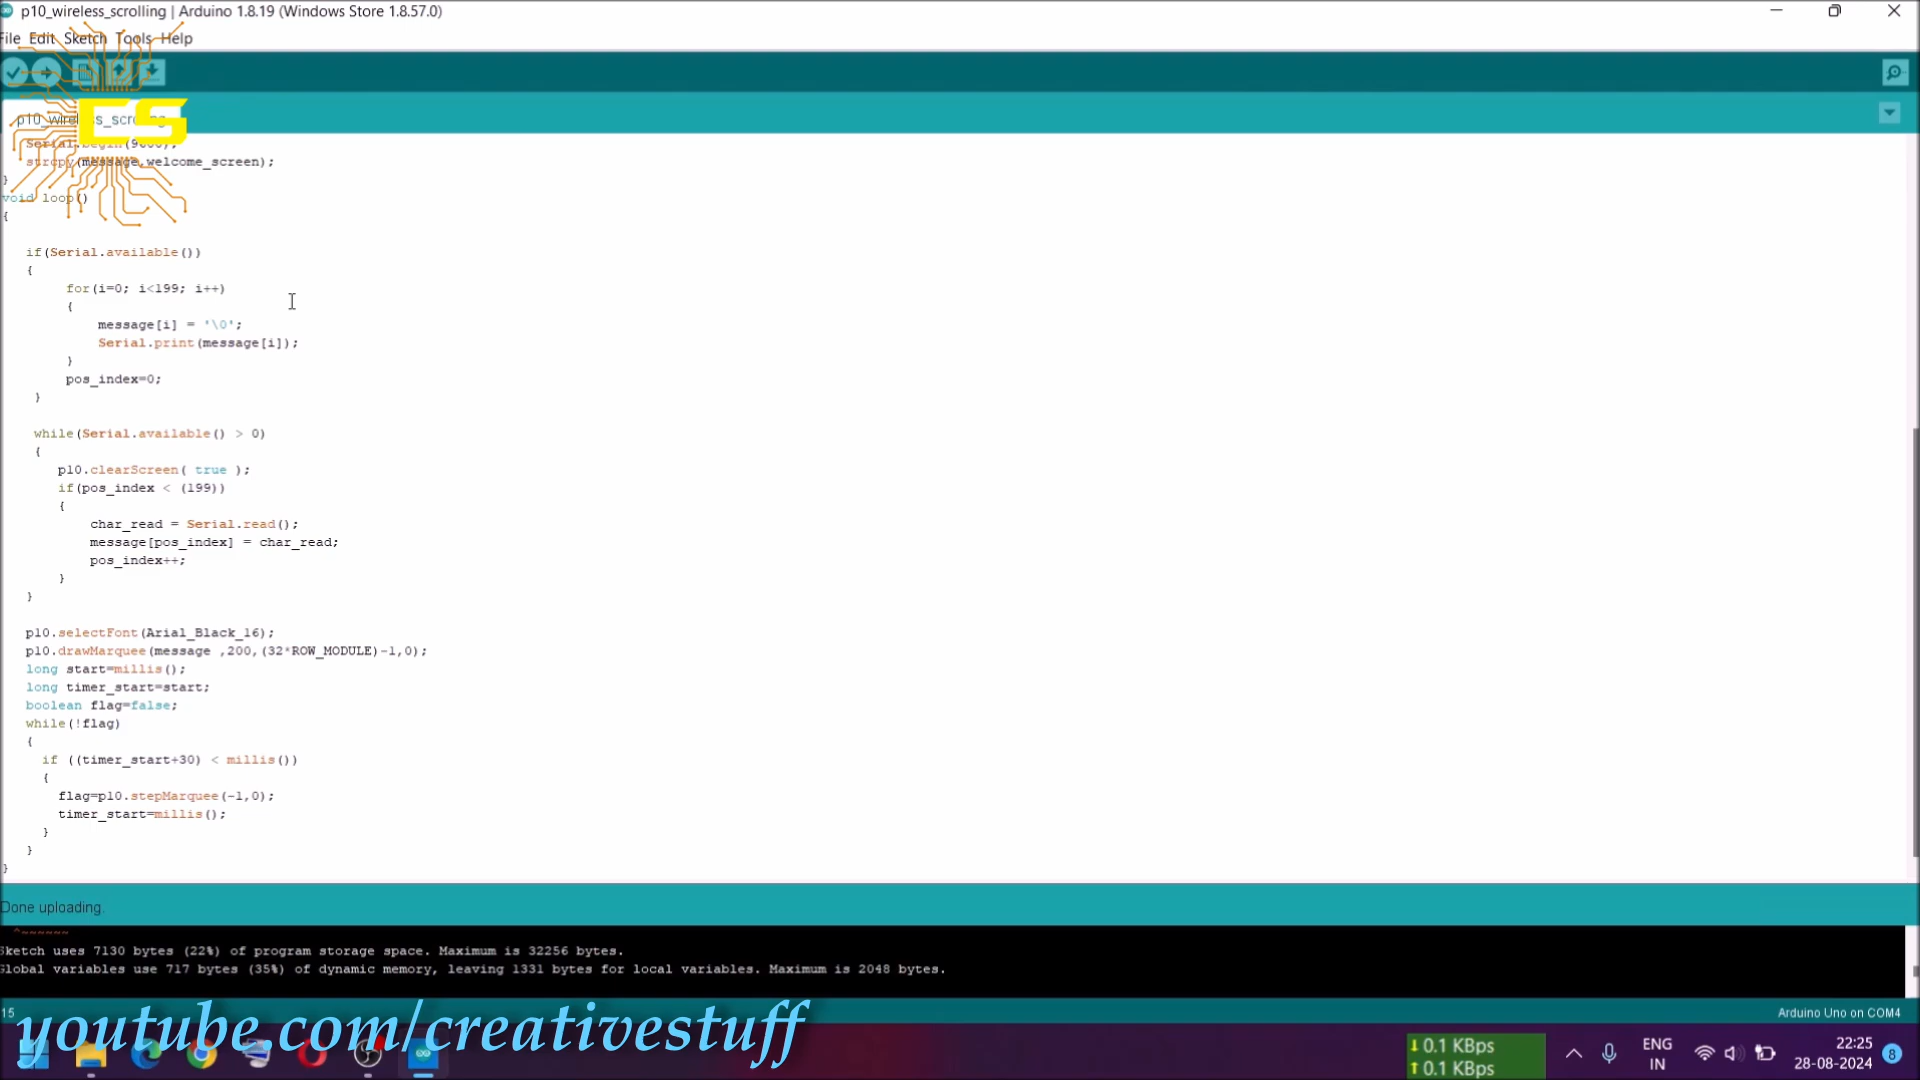 p10_wireless_scrolling | Arduino 1.8.19 (Windows Store 1.8.57.0)
File Edit Sketch Tools Help
p10_wireless_scrolling
CS
Serial.begin(9600);
strcpy(message,welcome_screen);
}
void loop()
{
if(Serial.available())
{
for(i=0; i<199; i++)
{
message[i] = '\0';
Serial.print(message[i]);
}
pos_index=0;
}
while(Serial.available() > 0)
{
p10.clearScreen( true );
if(pos_index < (199))
{
char_read = Serial.read();
message[pos_index] = char_read;
pos_index++;
}
}
p10.selectFont(Arial_Black_16);
p10.drawMarquee(message ,200,(32*ROW_MODULE)-1,0);
long start=millis();
long timer_start=start;
boolean flag=false;
while(!flag)
{
if ((timer_start+30) < millis())
{
flag=p10.stepMarquee(-1,0);
timer_start=millis();
}
}
}
Done uploading.
^~~~~~~
Sketch uses 7130 bytes (22%) of program storage space. Maximum is 32256 bytes.
Global variables use 717 bytes (35%) of dynamic memory, leaving 1331 bytes for local variables. Maximum is 2048 bytes.
15
Arduino Uno on COM4
youtube.com/creativestuff
↓ 0.1 KBps
↑ 0.1 KBps
ENG
IN
22:25
28-08-2024
8